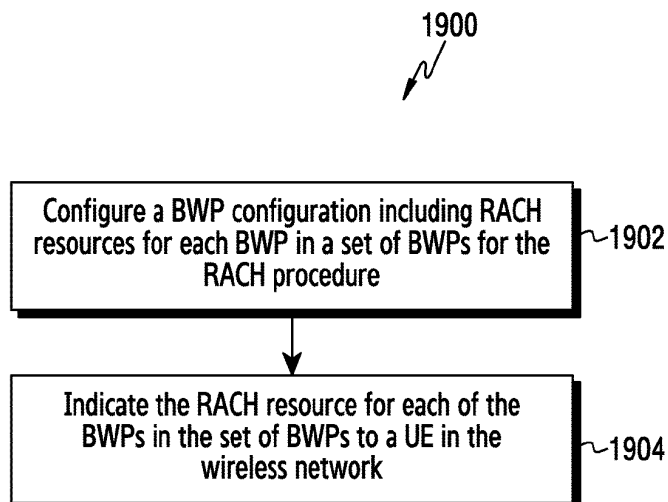 1900
Configure a BWP configuration including RACH
resources for each BWP in a set of BWPs for the
RACH procedure
1902
Indicate the RACH resource for each of the
BWPs in the set of BWPs to a UE in the
wireless network
1904